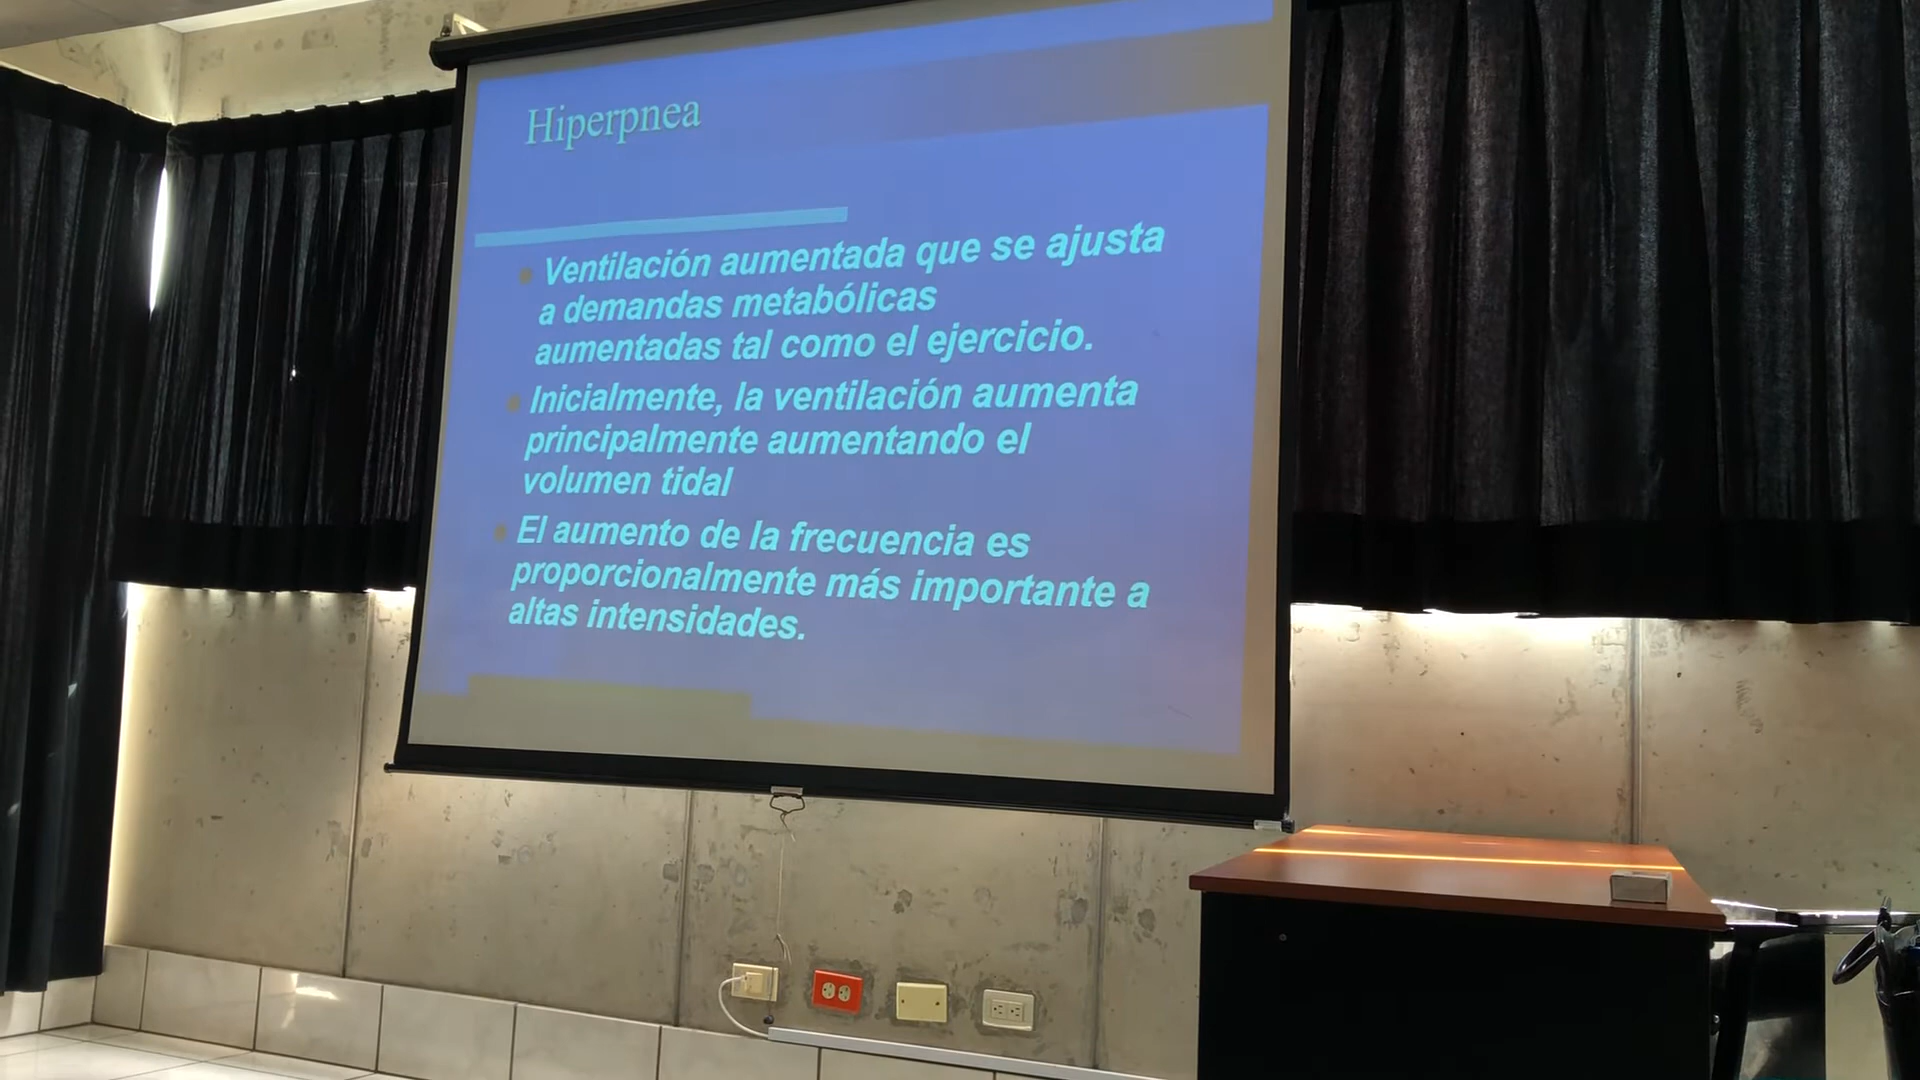 Hiperpnea
Ventilación aumentada que se ajusta
a demandas metabólicas
aumentadas tal como el ejercicio.
Inicialmente, la ventilación aumenta
principalmente aumentando el
volumen tidal
El aumento de la frecuencia es
proporcionalmente más importante a
altas intensidades.